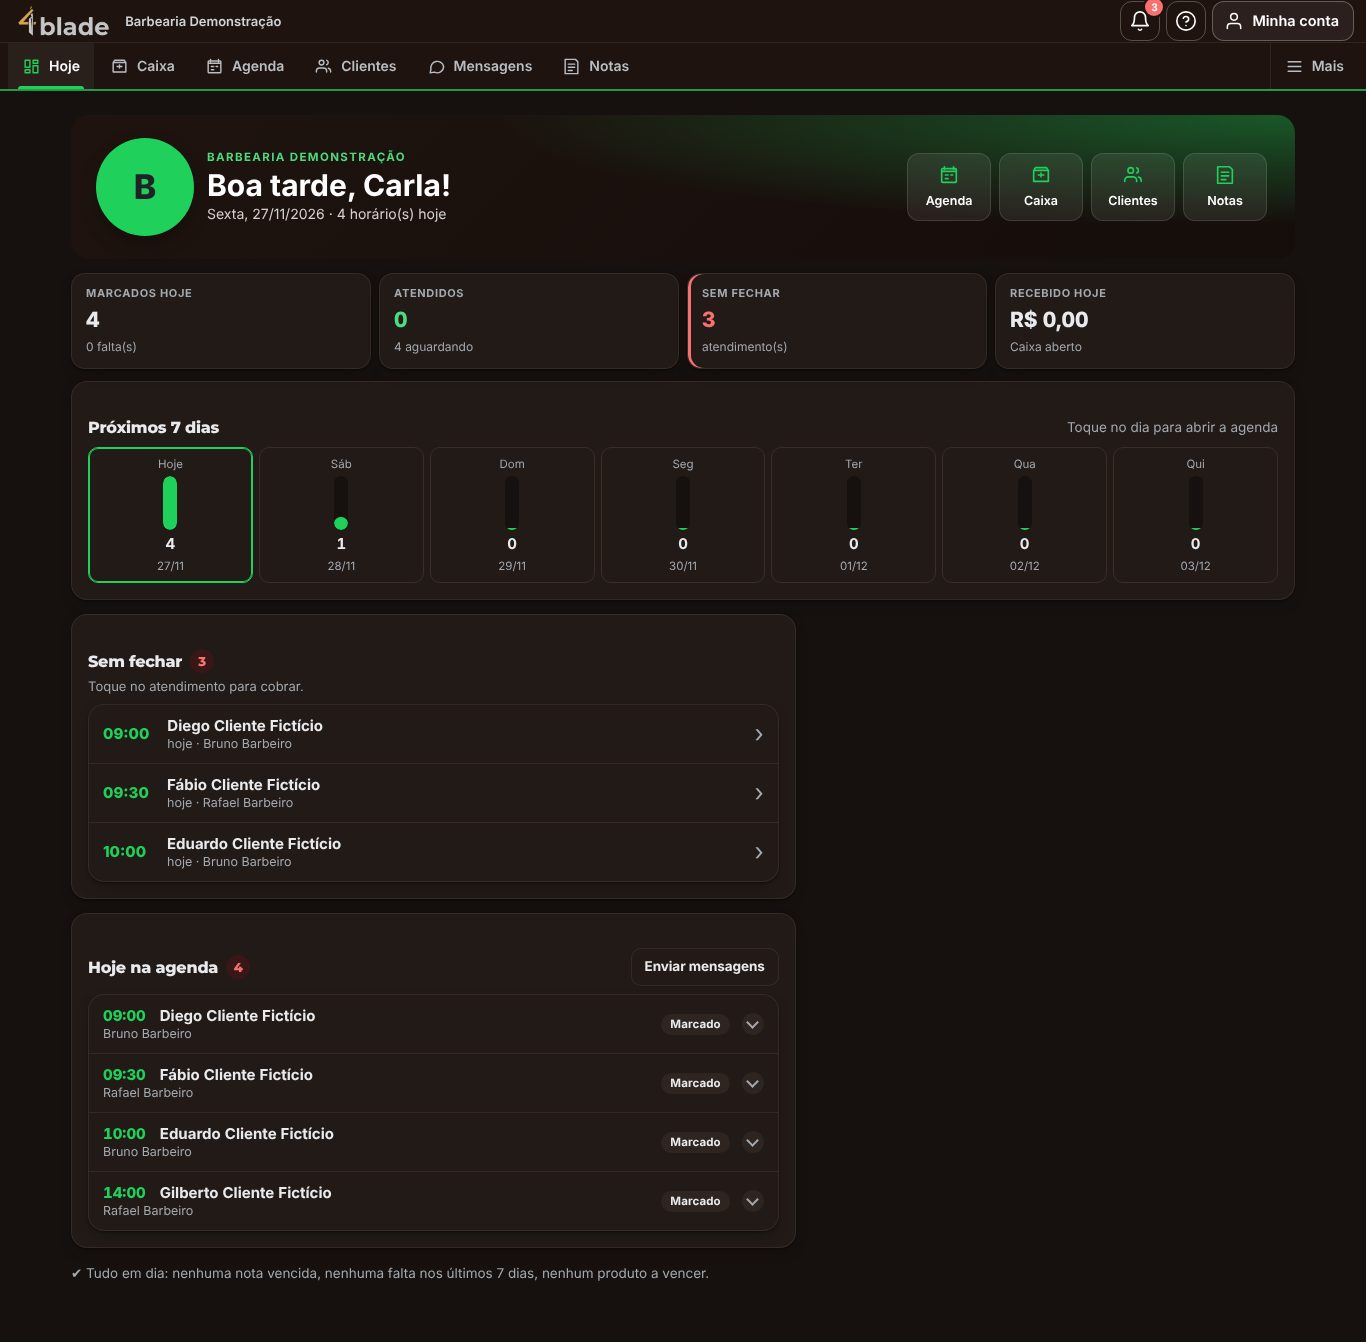 4blade
Barbearia Demonstração
3
Minha conta
Hoje
Caixa
Agenda
Clientes
Mensagens
Notas
Mais
B
BARBEARIA DEMONSTRAÇÃO
Boa tarde, Carla!
Sexta, 27/11/2026 · 4 horário(s) hoje
Agenda
Caixa
Clientes
Notas
MARCADOS HOJE
4
0 falta(s)
ATENDIDOS
0
4 aguardando
SEM FECHAR
3
atendimento(s)
RECEBIDO HOJE
R$ 0,00
Caixa aberto
Próximos 7 dias
Toque no dia para abrir a agenda
Hoje
4
27/11
Sáb
1
28/11
Dom
0
29/11
Seg
0
30/11
Ter
0
01/12
Qua
0
02/12
Qui
0
03/12
Sem fechar 3
Toque no atendimento para cobrar.
09:00 Diego Cliente Fictício
hoje · Bruno Barbeiro
09:30 Fábio Cliente Fictício
hoje · Rafael Barbeiro
10:00 Eduardo Cliente Fictício
hoje · Bruno Barbeiro
Hoje na agenda 4
Enviar mensagens
09:00 Diego Cliente Fictício
Bruno Barbeiro
Marcado
09:30 Fábio Cliente Fictício
Rafael Barbeiro
Marcado
10:00 Eduardo Cliente Fictício
Bruno Barbeiro
Marcado
14:00 Gilberto Cliente Fictício
Rafael Barbeiro
Marcado
✔ Tudo em dia: nenhuma nota vencida, nenhuma falta nos últimos 7 dias, nenhum produto a vencer.